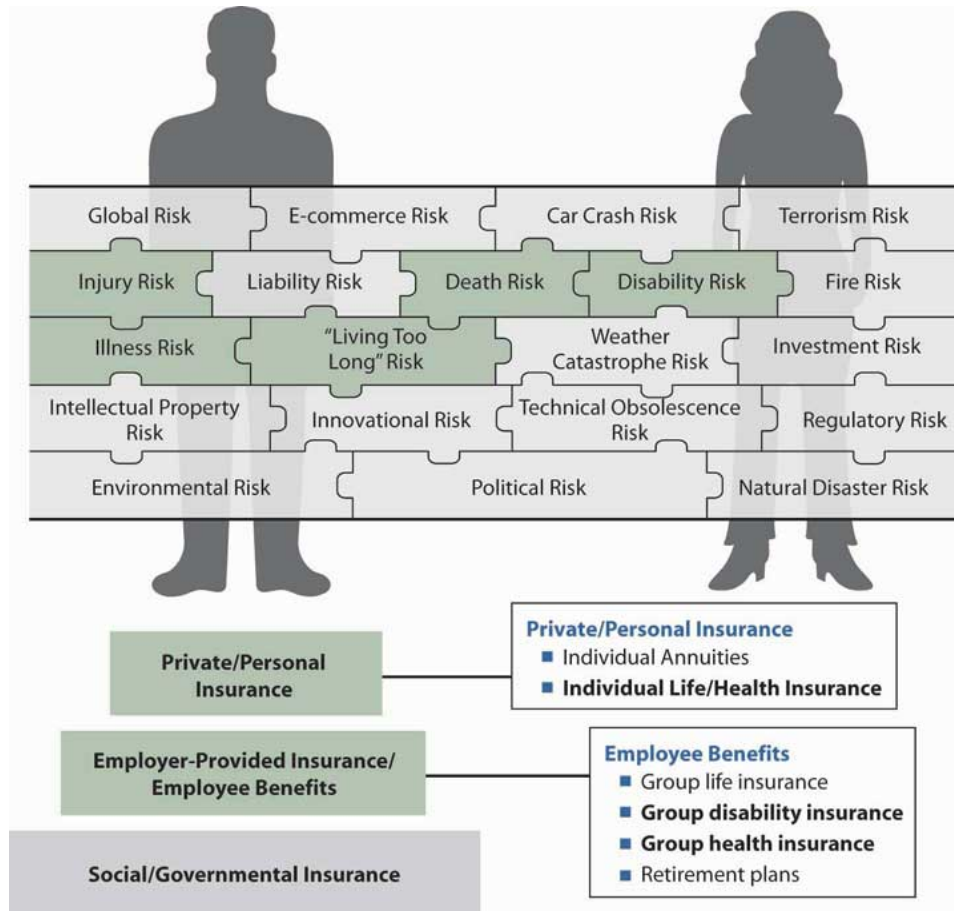 Global Risk
E-commerce Risk
Car Crash Risk
Terrorism Risk
Injury Risk
Liability Risk
Death Risk
Disability Risk
Fire Risk
Illness Risk
“Living Too
Long” Risk
Weather
Catastrophe Risk
Investment Risk
Intellectual Property
Risk
Innovational Risk
Technical Obsolescence
Risk
Regulatory Risk
Environmental Risk
Political Risk
Natural Disaster Risk
Private/Personal
Insurance
Private/Personal Insurance
Individual Annuities
Individual Life/Health Insurance
Employer-Provided Insurance/
Employee Benefits
Employee Benefits
Group life insurance
Group disability insurance
Group health insurance
Retirement plans
Social/Governmental Insurance